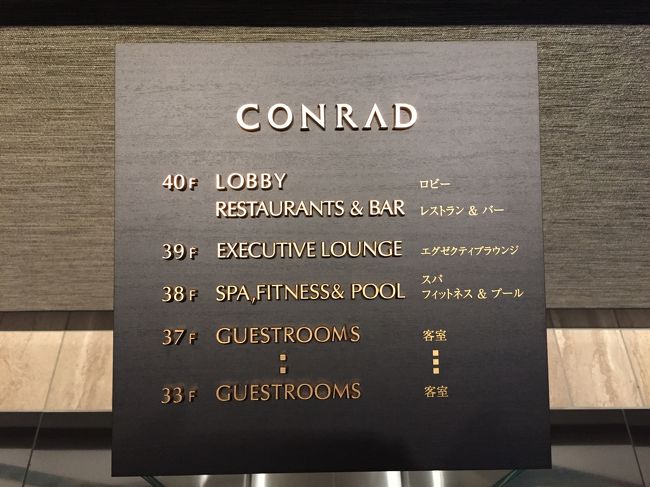 CONRAD
40F LOBBY ロビー
RESTAURANTS & BAR レストラン & バー
39F EXECUTIVE LOUNGE エグゼクティブラウンジ
38F SPA,FITNESS& POOL スパ
フィットネス & プール
37F GUESTROOMS 客室
33F GUESTROOMS 客室